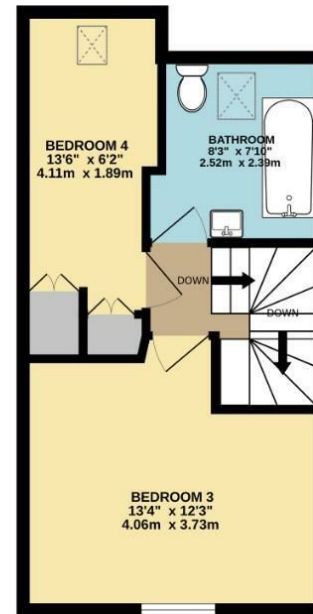 BEDROOM 4
13'6" x 6'2"
4.11m x 1.89m
BATHROOM
8'3" x 7'10"
2.52m x 2.39m
DOWN
DOWN
BEDROOM 3
13'4" x 12'3"
4.06m x 3.73m